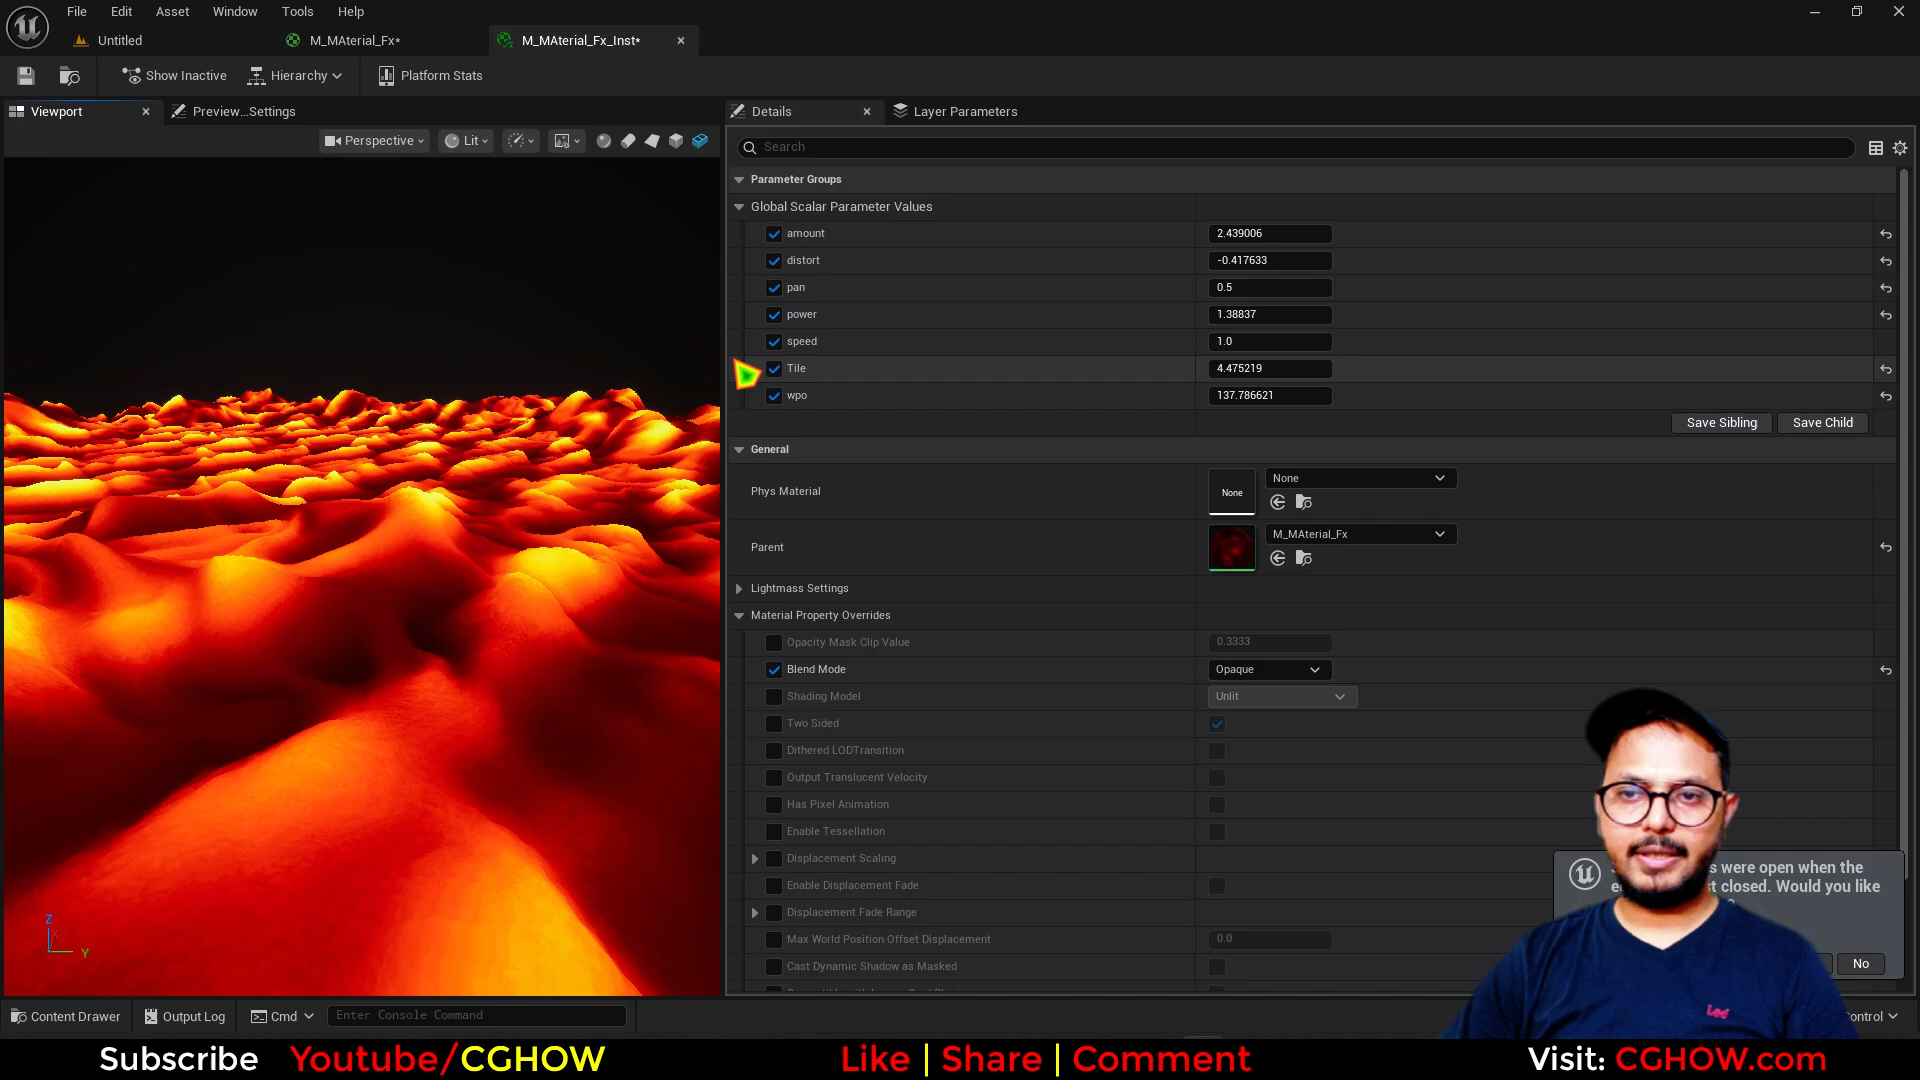 File Edit Asset Window Tools Help
Untitled M_MAterial_Fx* M_MAterial_Fx_Inst*
Show Inactive Hierarchy Platform Stats
Viewport Preview...Settings Details Layer Parameters
Perspective Lit
Search
Parameter Groups
Global Scalar Parameter Values
amount 2.439006
distort -0.417633
pan 0.5
power 1.38837
speed 1.0
Tile 4.475219
wpo 137.786621
Save Sibling Save Child
General
Phys Material None None
Parent M_MAterial_Fx
Lightmass Settings
Material Property Overrides
Opacity Mask Clip Value 0.3333
Blend Mode Opaque
Shading Model Unlit
Two Sided
Dithered LODTransition
Output Translucent Velocity
Has Pixel Animation
Enable Tessellation
Displacement Scaling
Enable Displacement Fade
Displacement Fade Range
Max World Position Offset Displacement 0.0
Cast Dynamic Shadow as Masked
were open when the
closed. Would you like
No
Z
Y
Lee
Content Drawer Output Log Cmd Enter Console Command
Subscribe Youtube/CGHOW Like | Share | Comment Visit: CGHOW.com